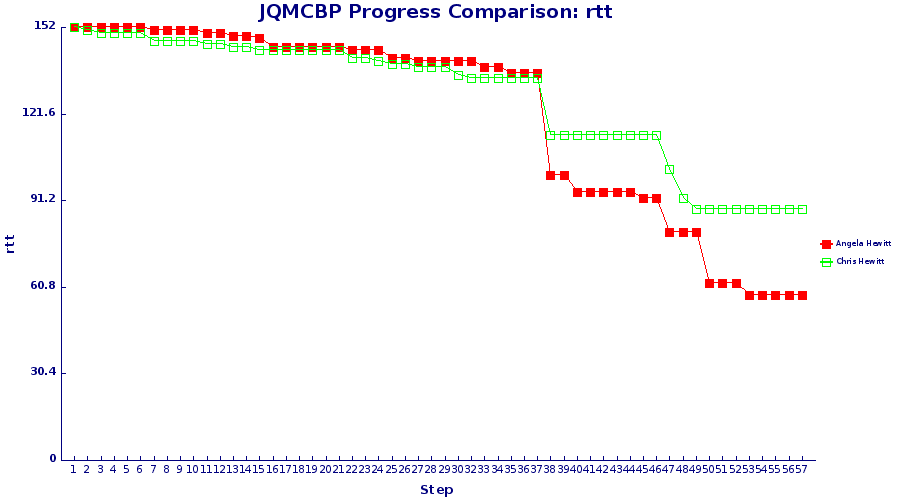 JQMCBP Progress Comparison: rtt
152
121.6
91.2
60.8
30.4
0
rtt
1 2 3 4 5 6 7 8 9 10 11 12 13 14 15 16 17 18 19 20 21 22 23 24 25 26 27 28 29 30 31 32 33 34 35 36 37 38 39 40 41 42 43 44 45 46 47 48 49 50 51 52 53 54 55 56 57
Step
Angela Hewitt
Chris Hewitt